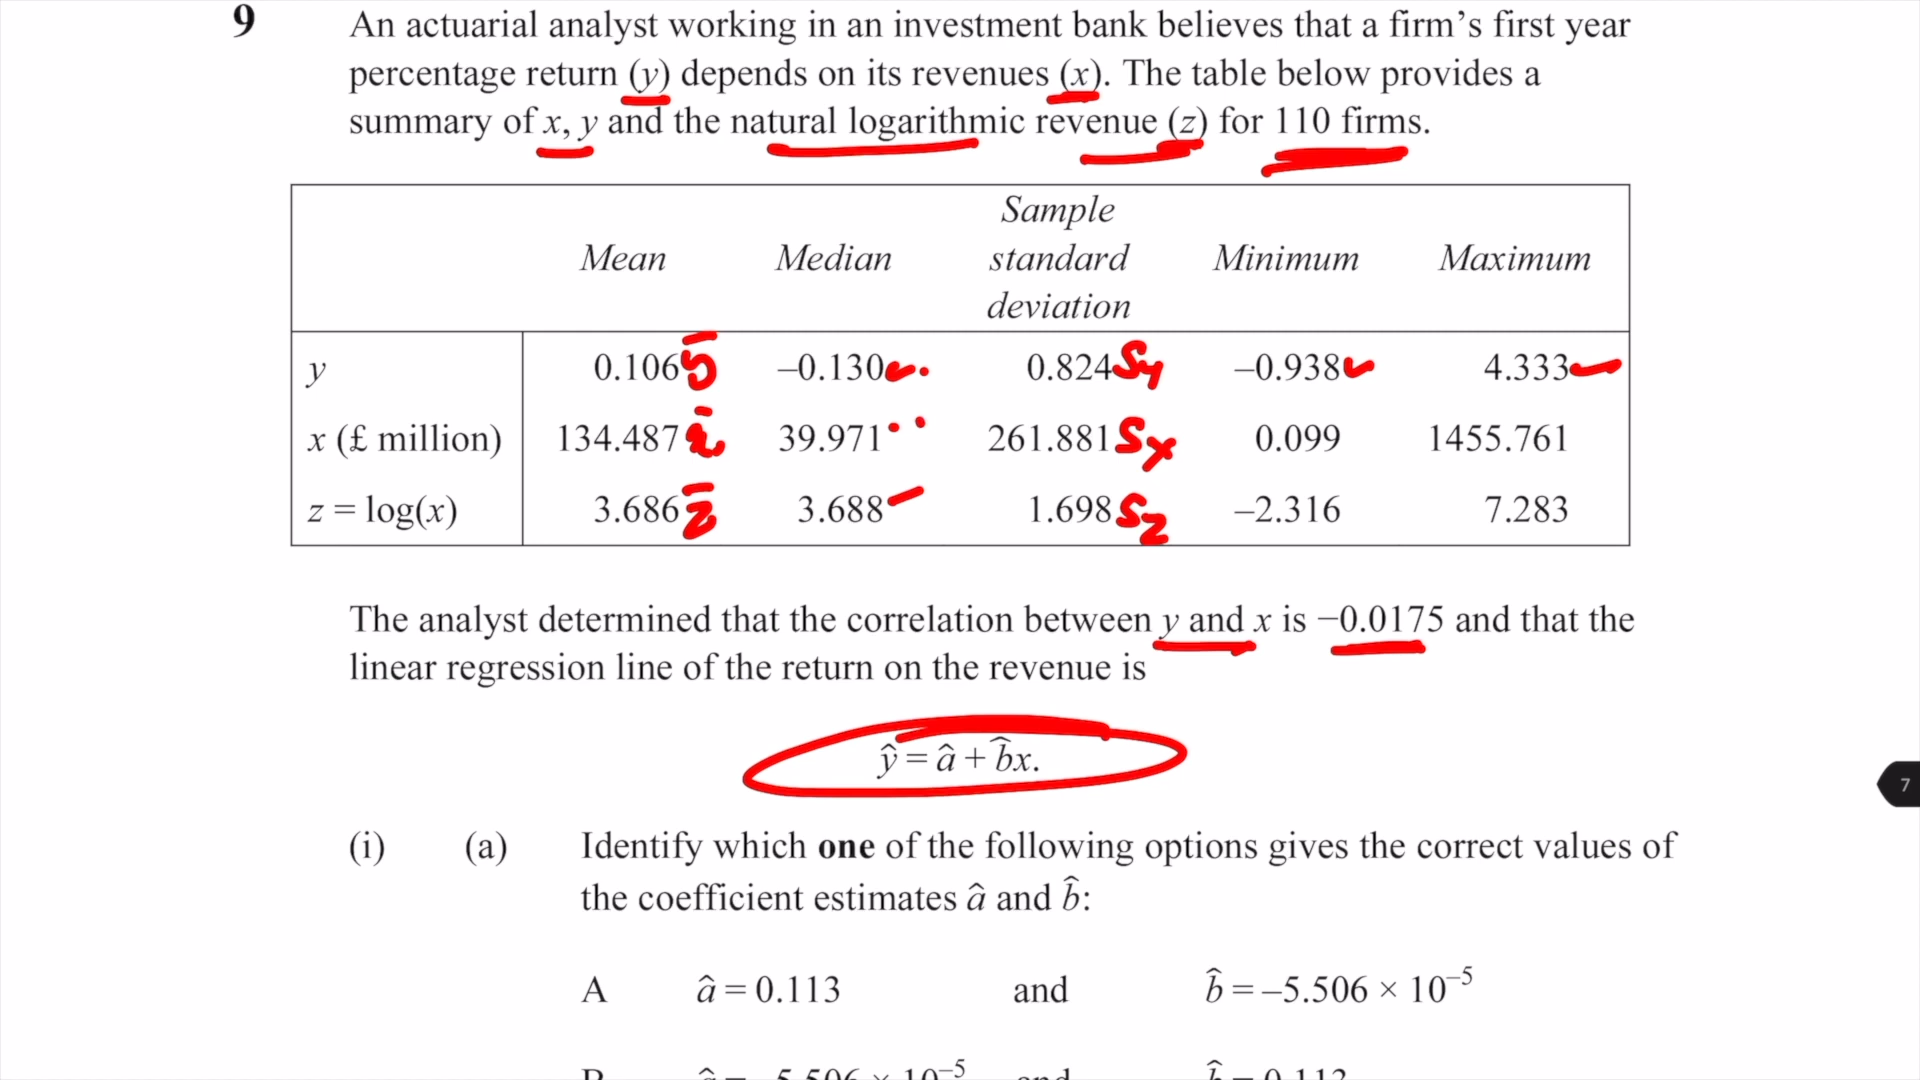 9 An actuarial analyst working in an investment bank believes that a firm’s first year
percentage return (y) depends on its revenues (x). The table below provides a
summary of x, y and the natural logarithmic revenue (z) for 110 firms.
Sample
Mean Median standard Minimum Maximum
deviation
y 0.106 ȳ –0.130 0.824 Sy –0.938 4.333
x (£ million) 134.487 x̄ 39.971 261.881 Sx 0.099 1455.761
z = log(x) 3.686 z̄ 3.688 1.698 Sz –2.316 7.283
The analyst determined that the correlation between y and x is −0.0175 and that the
linear regression line of the return on the revenue is
ŷ = â + b̂x.
7
(i) (a) Identify which one of the following options gives the correct values of
the coefficient estimates â and b̂:
A â = 0.113 and b̂ = –5.506 × 10⁻⁵